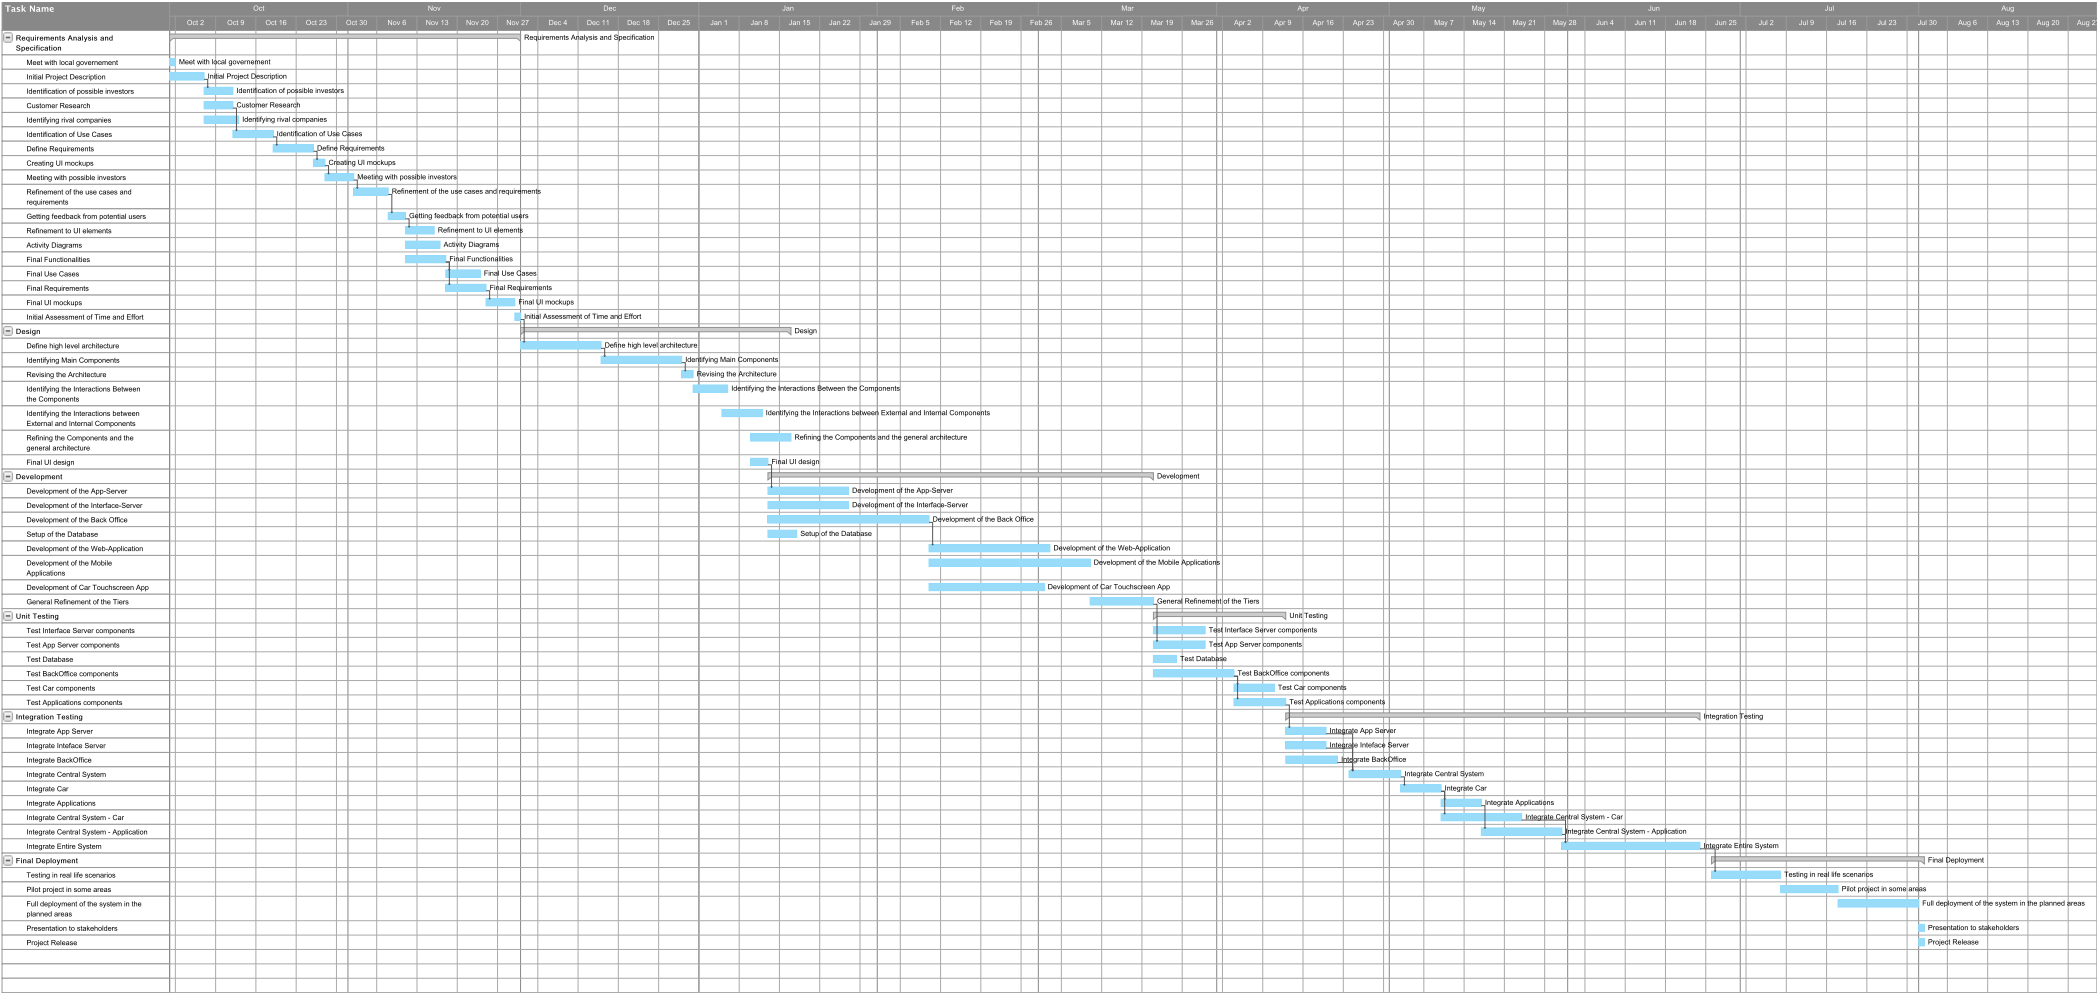 Task Name
Oct Nov Dec Jan Feb Mar Apr May Jun Jul Aug
Oct 2 Oct 9 Oct 16 Oct 23 Oct 30 Nov 6 Nov 13 Nov 20 Nov 27 Dec 4 Dec 11 Dec 18 Dec 25 Jan 1 Jan 8 Jan 15 Jan 22 Jan 29 Feb 5 Feb 12 Feb 19 Feb 26 Mar 5 Mar 12 Mar 19 Mar 26 Apr 2 Apr 9 Apr 16 Apr 23 Apr 30 May 7 May 14 May 21 May 28 Jun 4 Jun 11 Jun 18 Jun 25 Jul 2 Jul 9 Jul 16 Jul 23 Jul 30 Aug 6 Aug 13 Aug 20 Aug 2
Requirements Analysis and
Specification
Requirements Analysis and Specification
Meet with local governement Meet with local governement
Initial Project Description Initial Project Description
Identification of possible investors Identification of possible investors
Customer Research Customer Research
Identifying rival companies Identifying rival companies
Identification of Use Cases Identification of Use Cases
Define Requirements Define Requirements
Creating UI mockups Creating UI mockups
Meeting with possible investors Meeting with possible investors
Refinement of the use cases and
requirements
Refinement of the use cases and requirements
Getting feedback from potential users Getting feedback from potential users
Refinement to UI elements Refinement to UI elements
Activity Diagrams Activity Diagrams
Final Functionalities Final Functionalities
Final Use Cases Final Use Cases
Final Requirements Final Requirements
Final UI mockups Final UI mockups
Initial Assessment of Time and Effort Initial Assessment of Time and Effort
Design Design
Define high level architecture Define high level architecture
Identifying Main Components Identifying Main Components
Revising the Architecture Revising the Architecture
Identifying the Interactions Between
the Components
Identifying the Interactions Between the Components
Identifying the Interactions between
External and Internal Components
Identifying the Interactions between External and Internal Components
Refining the Components and the
general architecture
Refining the Components and the general architecture
Final UI design Final UI design
Development Development
Development of the App-Server Development of the App-Server
Development of the Interface-Server Development of the Interface-Server
Development of the Back Office Development of the Back Office
Setup of the Database Setup of the Database
Development of the Web-Application Development of the Web-Application
Development of the Mobile
Applications
Development of the Mobile Applications
Development of Car Touchscreen App Development of Car Touchscreen App
General Refinement of the Tiers General Refinement of the Tiers
Unit Testing Unit Testing
Test Interface Server components Test Interface Server components
Test App Server components Test App Server components
Test Database Test Database
Test BackOffice components Test BackOffice components
Test Car components Test Car components
Test Applications components Test Applications components
Integration Testing Integration Testing
Integrate App Server Integrate App Server
Integrate Inteface Server Integrate Inteface Server
Integrate BackOffice Integrate BackOffice
Integrate Central System Integrate Central System
Integrate Car Integrate Car
Integrate Applications Integrate Applications
Integrate Central System - Car Integrate Central System - Car
Integrate Central System - Application Integrate Central System - Application
Integrate Entire System Integrate Entire System
Final Deployment Final Deployment
Testing in real life scenarios Testing in real life scenarios
Pilot project in some areas Pilot project in some areas
Full deployment of the system in the
planned areas
Full deployment of the system in the planned areas
Presentation to stakeholders Presentation to stakeholders
Project Release Project Release